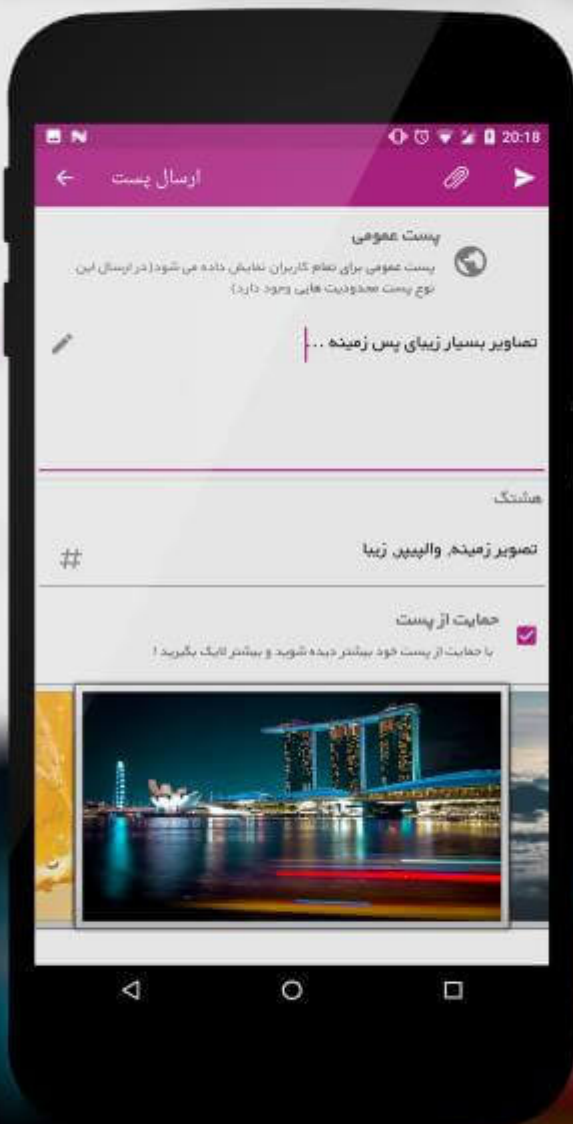 20:18
ارسال پست
پست عمومی
پست عمومی برای تمام کاربران نمایش داده می شود(در ارسال این
نوع پست محدودیت هایی وجود دارد)
تصاویر بسیار زیبای پس زمینه ...
هشتگ
#
تصویر زمینه, والپیپر, زیبا
حمایت از پست
با حمایت از پست خود بیشتر دیده شوید و بیشتر لایک بگیرید !